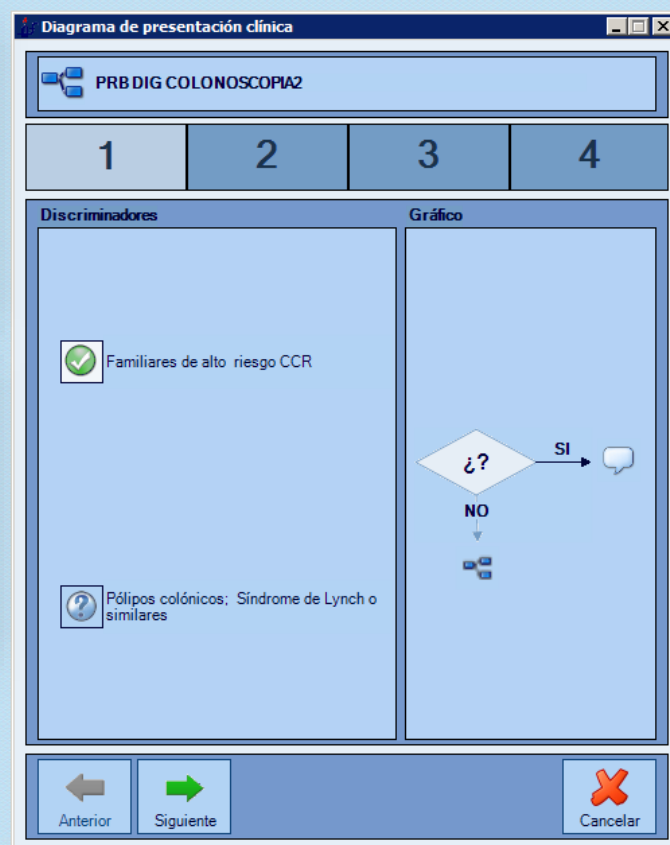 Diagrama de presentación clínica
PRB DIG COLONOSCOPIA2
1 2 3 4
Discriminadores
Gráfico
Familiares de alto riesgo CCR
¿?
SI
NO
Pólipos colónicos; Síndrome de Lynch o
similares
Anterior
Siguiente
Cancelar